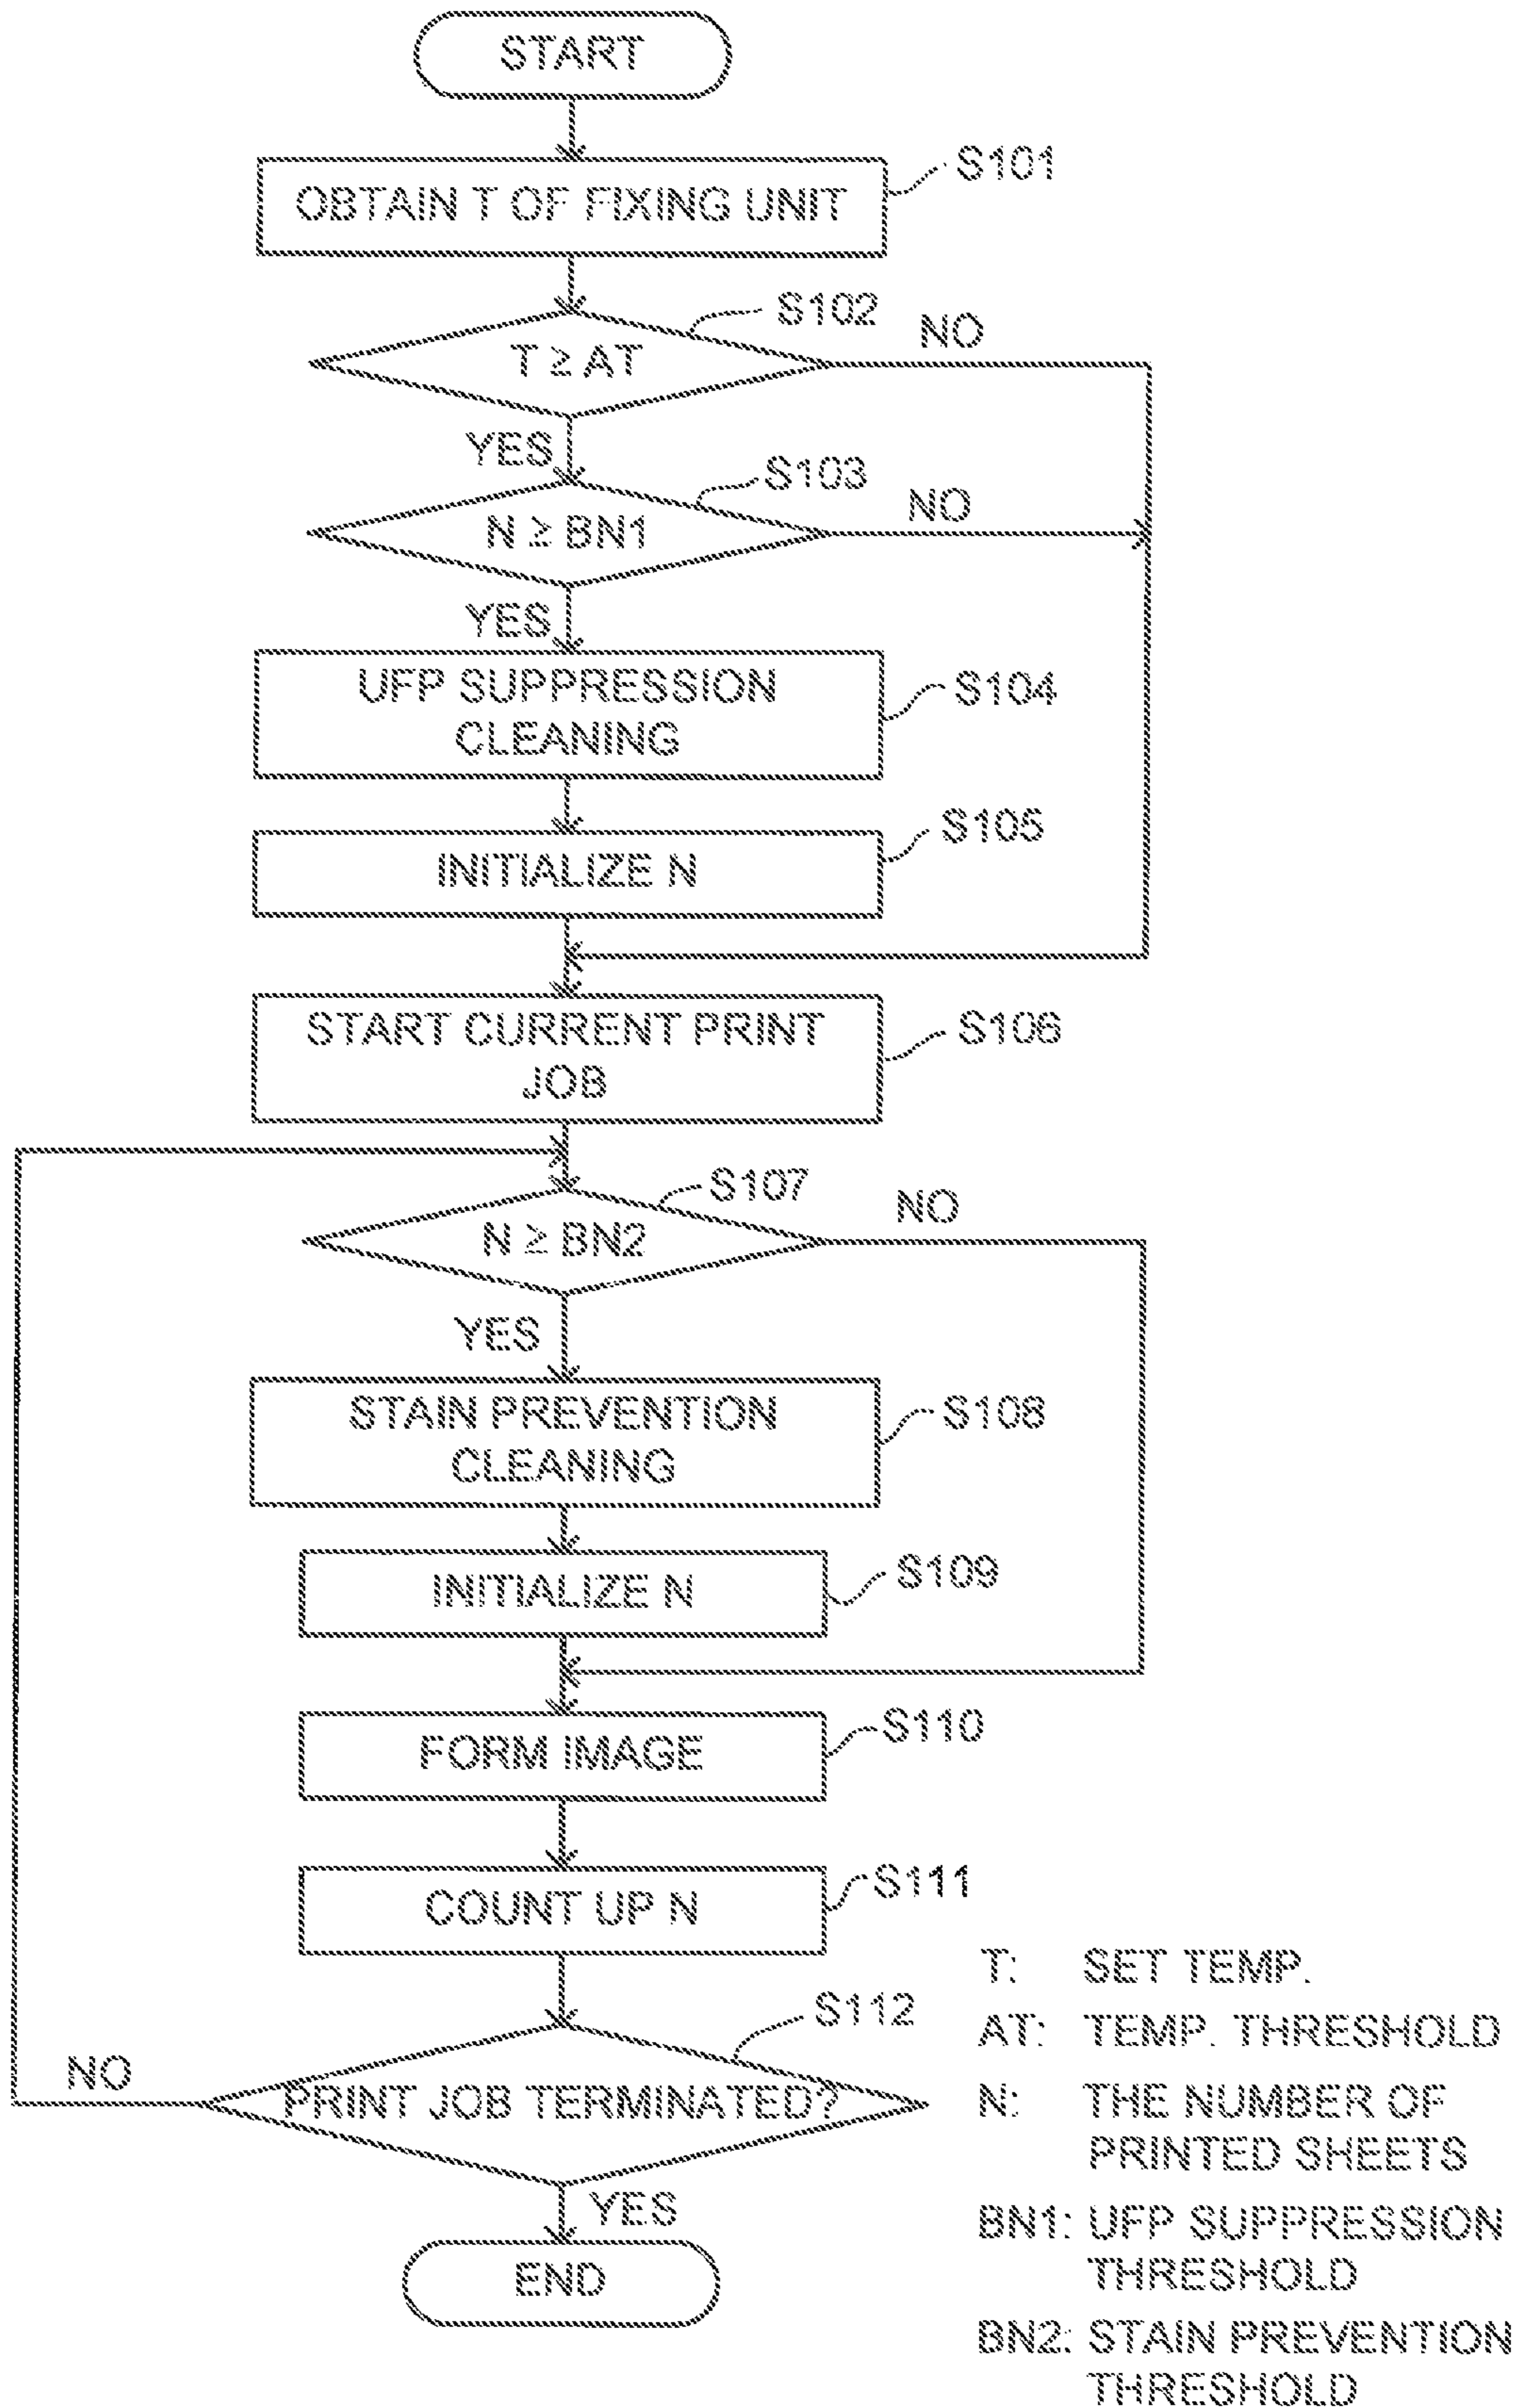 START
OBTAIN T OF FIXING UNIT
S101
T ≥ AT
S102
NO
YES
N ≥ BN1
S103
NO
YES
UFP SUPPRESSION
CLEANING
S104
INITIALIZE N
S105
START CURRENT PRINT
JOB
S106
N ≥ BN2
S107
NO
YES
STAIN PREVENTION
CLEANING
S108
INITIALIZE N
S109
FORM IMAGE
S110
COUNT UP N
S111
PRINT JOB TERMINATED?
S112
NO
YES
END
T: SET TEMP.
AT: TEMP. THRESHOLD
N: THE NUMBER OF
PRINTED SHEETS
BN1: UFP SUPPRESSION
THRESHOLD
BN2: STAIN PREVENTION
THRESHOLD